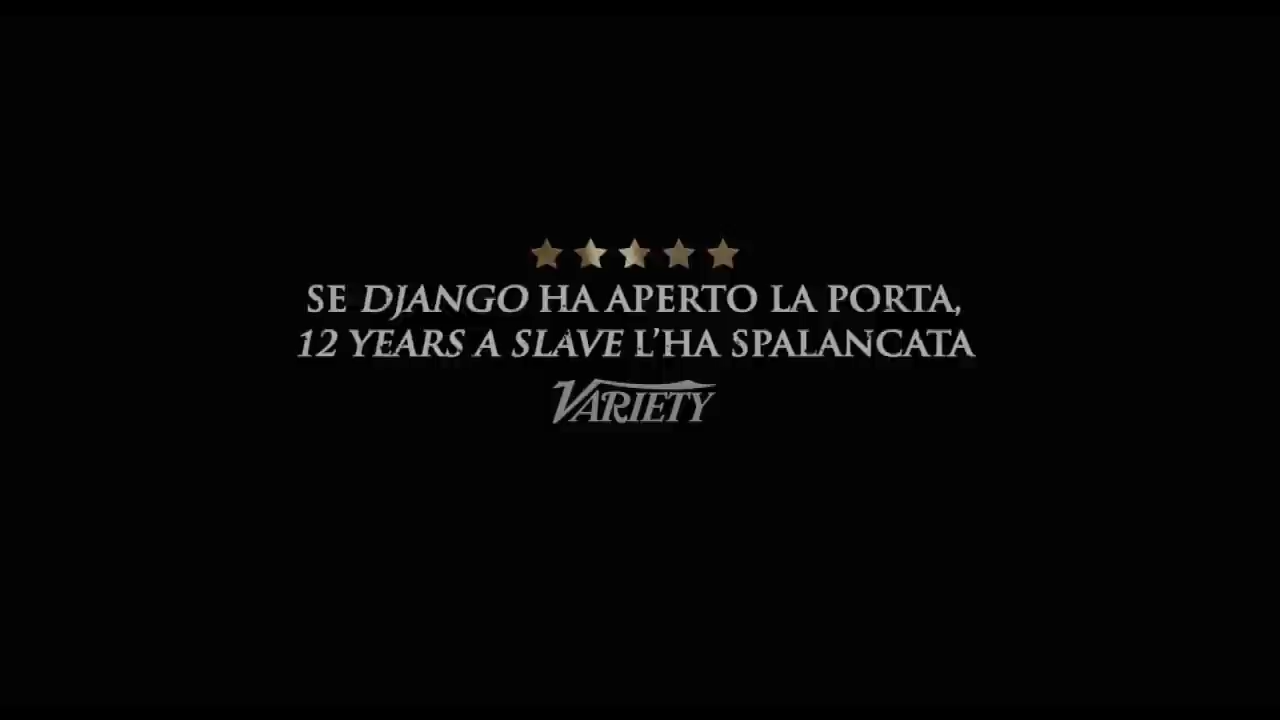 SE DJANGO HA APERTO LA PORTA,
12 YEARS A SLAVE L'HA SPALANCATA
VARIETY